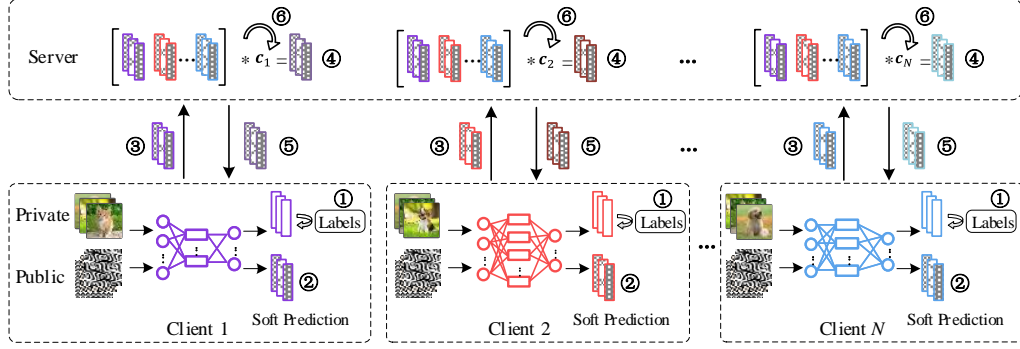 ⑥ ⑥ ⑥
Server [ ... ] * c₁ = ④ [ ... ] * c₂ = ④ ... [ ... ] * c_N = ④
③ ⑤ ③ ⑤ ... ③ ⑤
① ① ①
Private Labels Labels Labels
...
Public ② ② ②
Soft Prediction Soft Prediction Soft Prediction
Client 1 Client 2 Client N